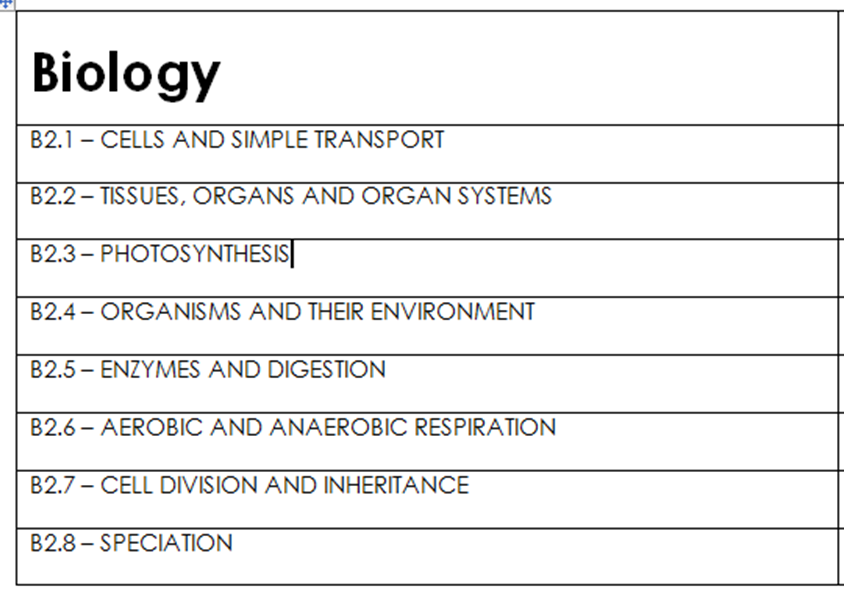 Biology
B2.1 – CELLS AND SIMPLE TRANSPORT
B2.2 – TISSUES, ORGANS AND ORGAN SYSTEMS
B2.3 – PHOTOSYNTHESIS
B2.4 – ORGANISMS AND THEIR ENVIRONMENT
B2.5 – ENZYMES AND DIGESTION
B2.6 – AEROBIC AND ANAEROBIC RESPIRATION
B2.7 – CELL DIVISION AND INHERITANCE
B2.8 – SPECIATION